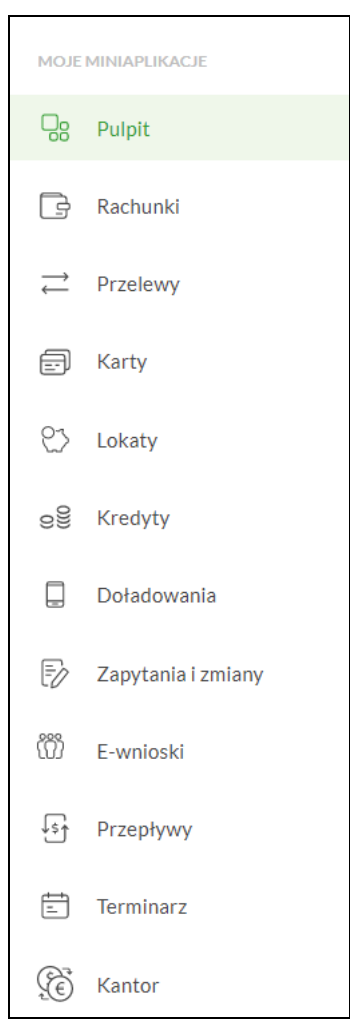 MOJE MINIAPLIKACJE
Pulpit
Rachunki
Przelewy
Karty
Lokaty
Kredyty
Doładowania
Zapytania i zmiany
E-wnioski
Przepływy
Terminarz
Kantor